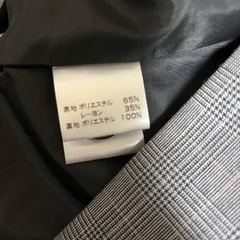 表地 ポリエステル 65%
レーヨン 35%
裏地 ポリエステル 100%